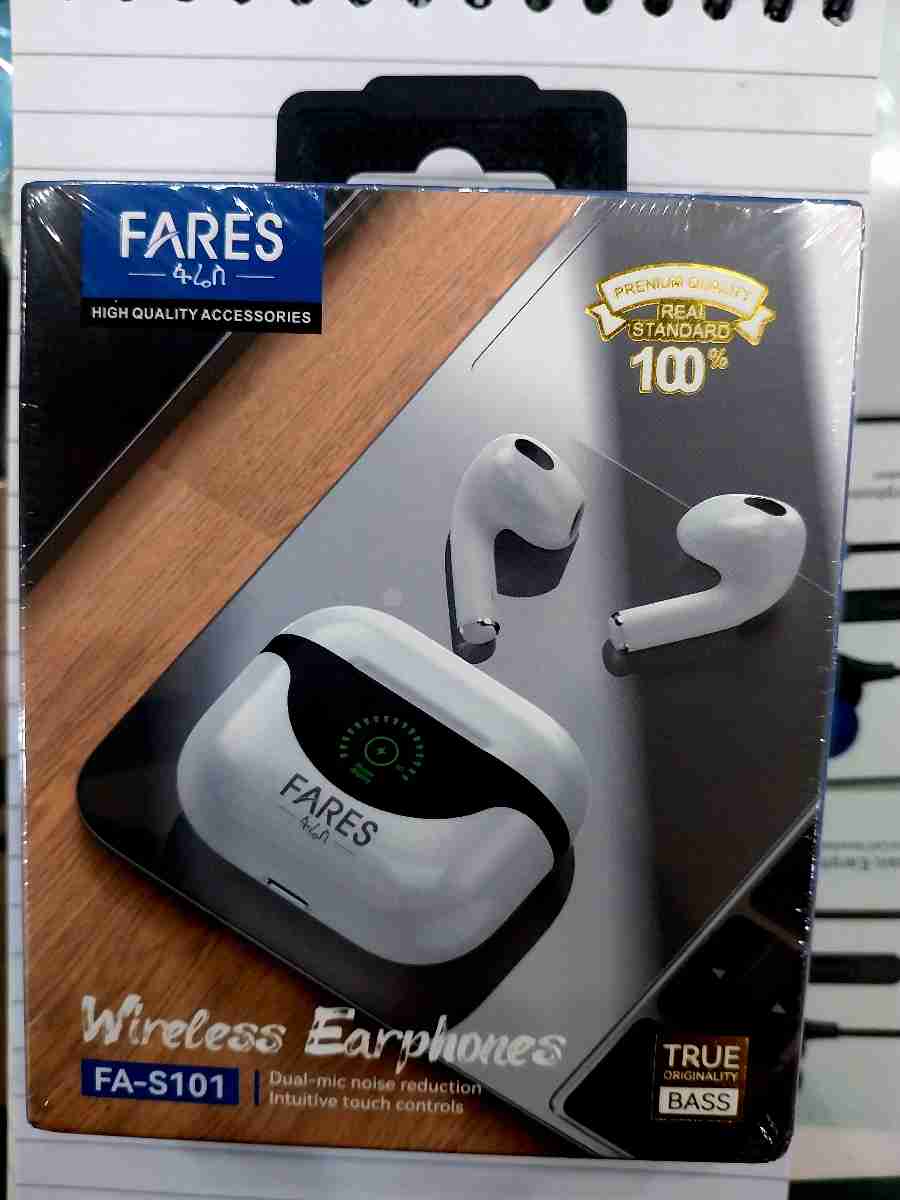 FARES
ፋሬስ
HIGH QUALITY ACCESSORIES
PREMIUM QUALITY
REAL
STANDARD
100%
FARES
ፋሬስ
Wireless Earphones
FA-S101
Dual-mic noise reduction
Intuitive touch controls
TRUE
ORIGINALITY
BASS